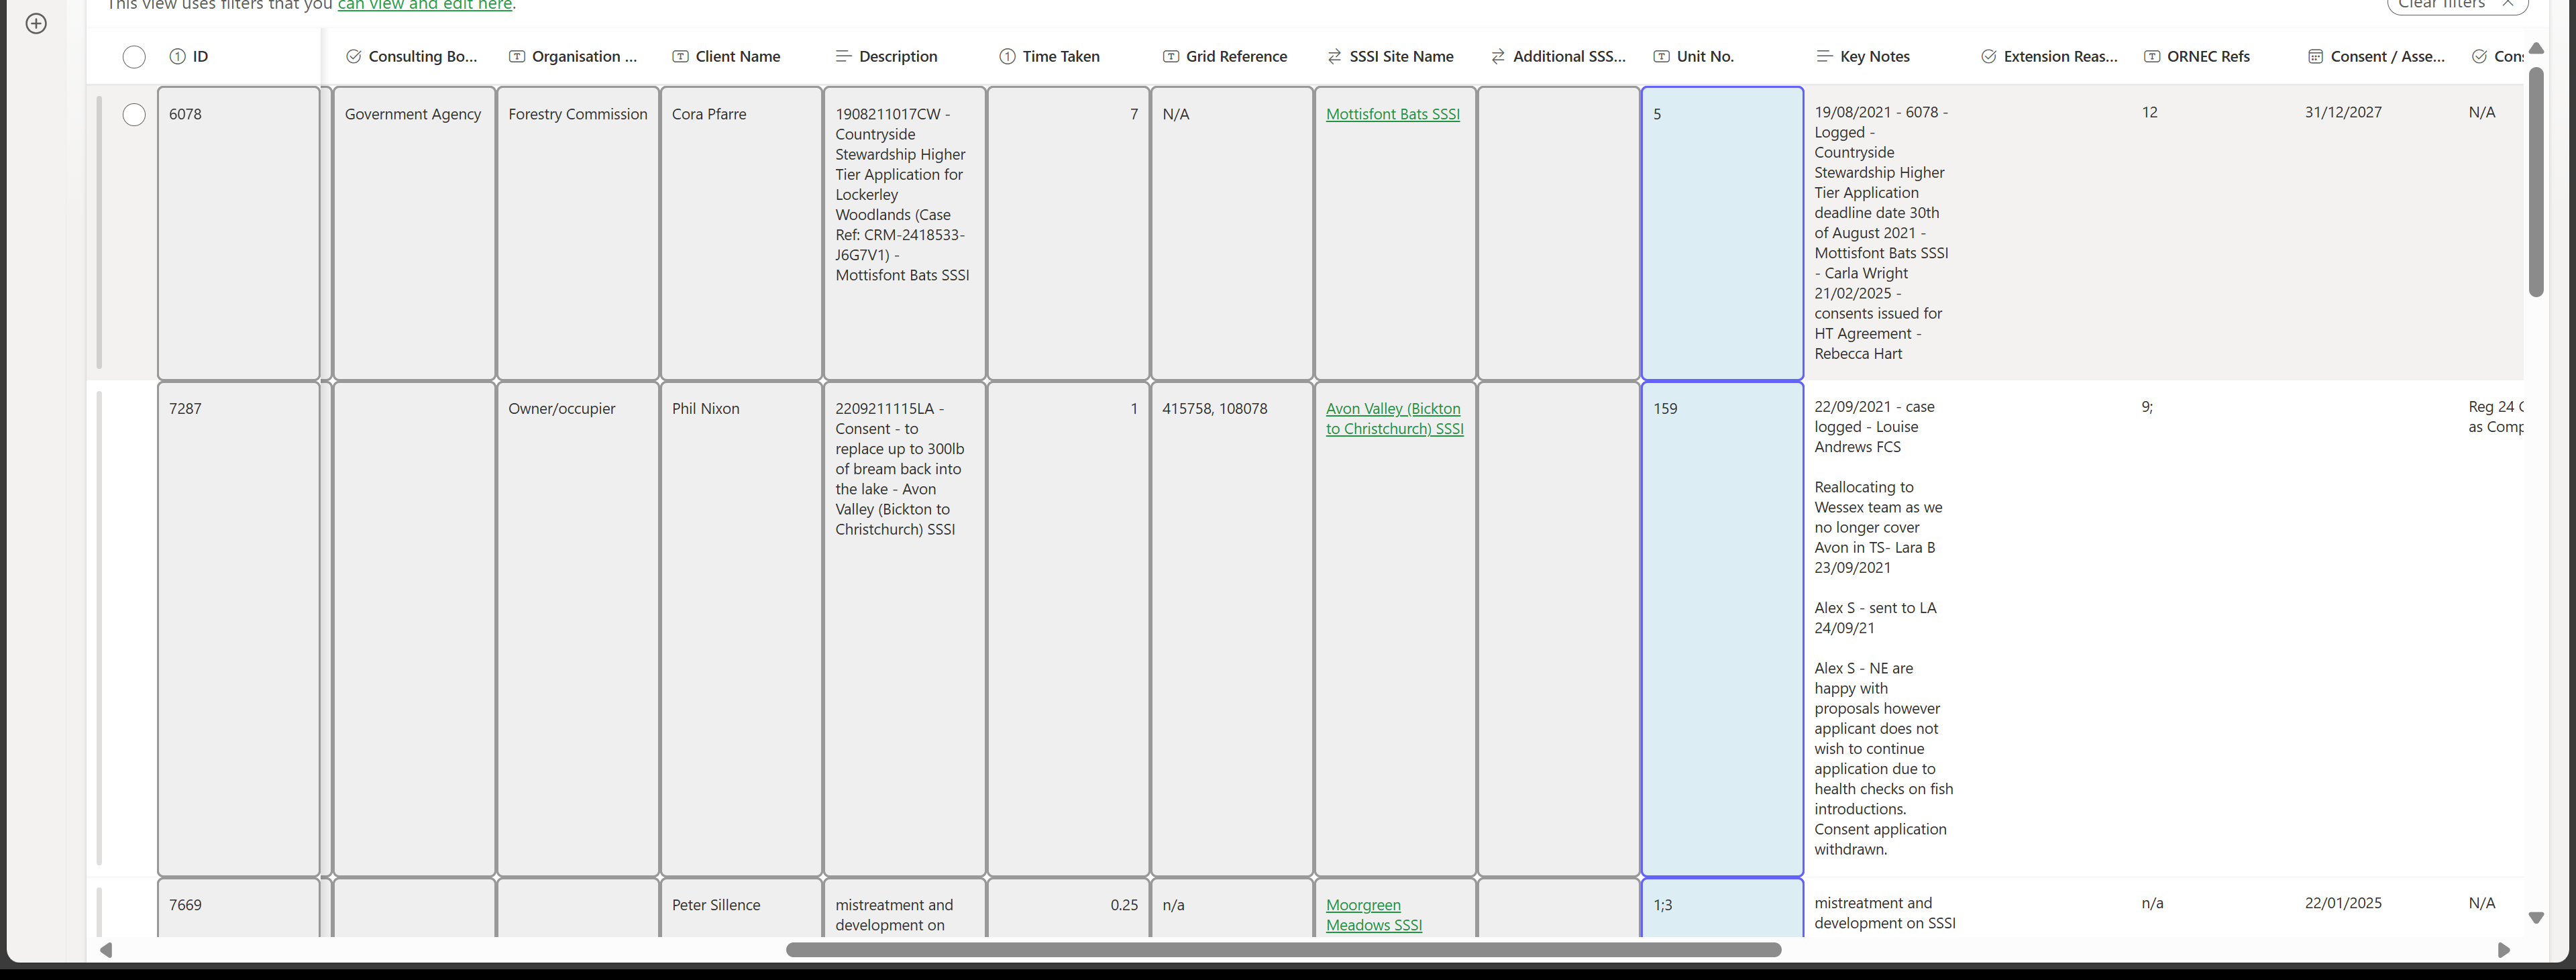 This view uses filters that you can view and edit here.
Clear filters
ID
Consulting Bo...
Organisation ...
Client Name
Description
Time Taken
Grid Reference
SSSI Site Name
Additional SSS...
Unit No.
Key Notes
Extension Reas...
ORNEC Refs
Consent / Asse...
Cons
6078
Government Agency
Forestry Commission
Cora Pfarre
1908211017CW -
Countryside
Stewardship Higher
Tier Application for
Lockerley
Woodlands (Case
Ref: CRM-2418533-
J6G7V1) -
Mottisfont Bats SSSI
7
N/A
Mottisfont Bats SSSI
5
19/08/2021 - 6078 -
Logged -
Countryside
Stewardship Higher
Tier Application
deadline date 30th
of August 2021 -
Mottisfont Bats SSSI
- Carla Wright
21/02/2025 -
consents issued for
HT Agreement -
Rebecca Hart
12
31/12/2027
N/A
7287
Owner/occupier
Phil Nixon
2209211115LA -
Consent - to
replace up to 300lb
of bream back into
the lake - Avon
Valley (Bickton to
Christchurch) SSSI
1
415758, 108078
Avon Valley (Bickton
to Christchurch) SSSI
159
22/09/2021 - case
logged - Louise
Andrews FCS
Reallocating to
Wessex team as we
no longer cover
Avon in TS- Lara B
23/09/2021
Alex S - sent to LA
24/09/21
Alex S - NE are
happy with
proposals however
applicant does not
wish to continue
application due to
health checks on fish
introductions.
Consent application
withdrawn.
9;
Reg 24 C
as Comp
7669
Peter Sillence
mistreatment and
development on
0.25
n/a
Moorgreen
Meadows SSSI
1;3
mistreatment and
development on SSSI
n/a
22/01/2025
N/A